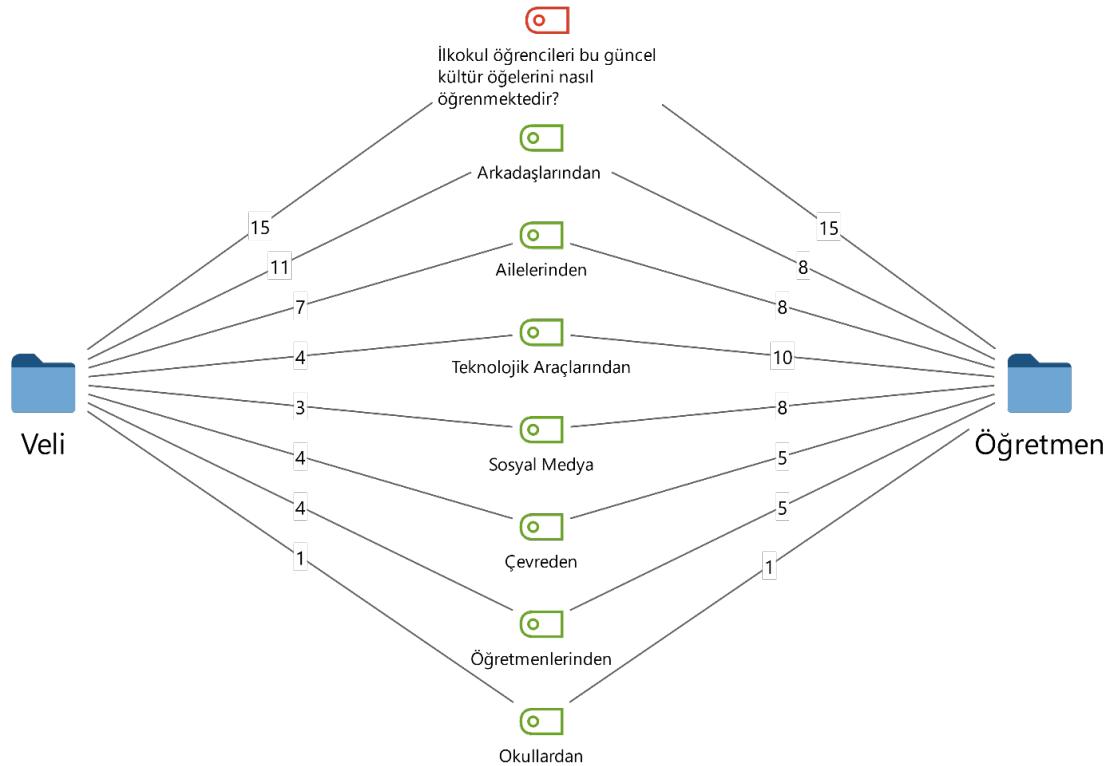 İlkokul öğrencileri bu güncel
kültür öğelerini nasıl
öğrenmektedir?
Arkadaşlarından
15
15
11
8
Ailelerinden
7
8
Teknolojik Araçlarından
4
10
3
8
Veli
Öğretmen
Sosyal Medya
4
5
4
5
Çevreden
1
1
Öğretmenlerinden
Okullardan